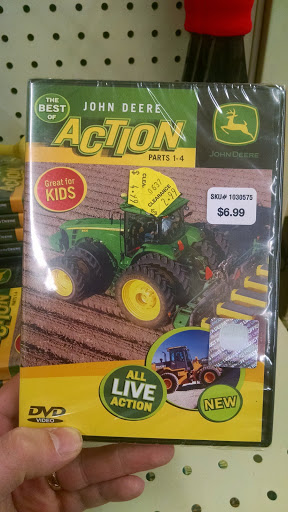 THE
BEST
OF
JOHN DEERE
ACTION
PARTS 1-4
JOHN DEERE
Great for
KIDS
CLEARANCE
SKU# 1030575
$6.99
ALL
LIVE
ACTION
NEW
DVD
VIDEO